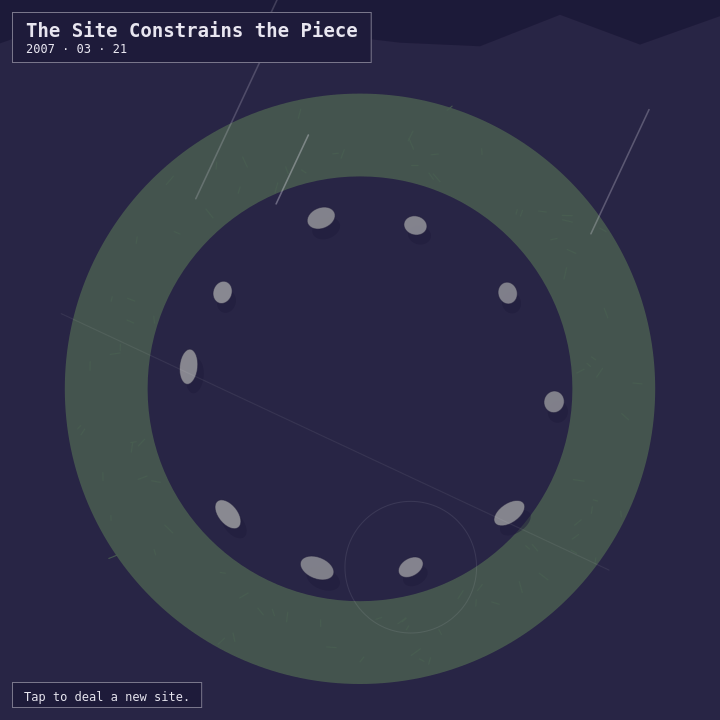 The Site Constrains the Piece
2007 · 03 · 21
Tap to deal a new site.